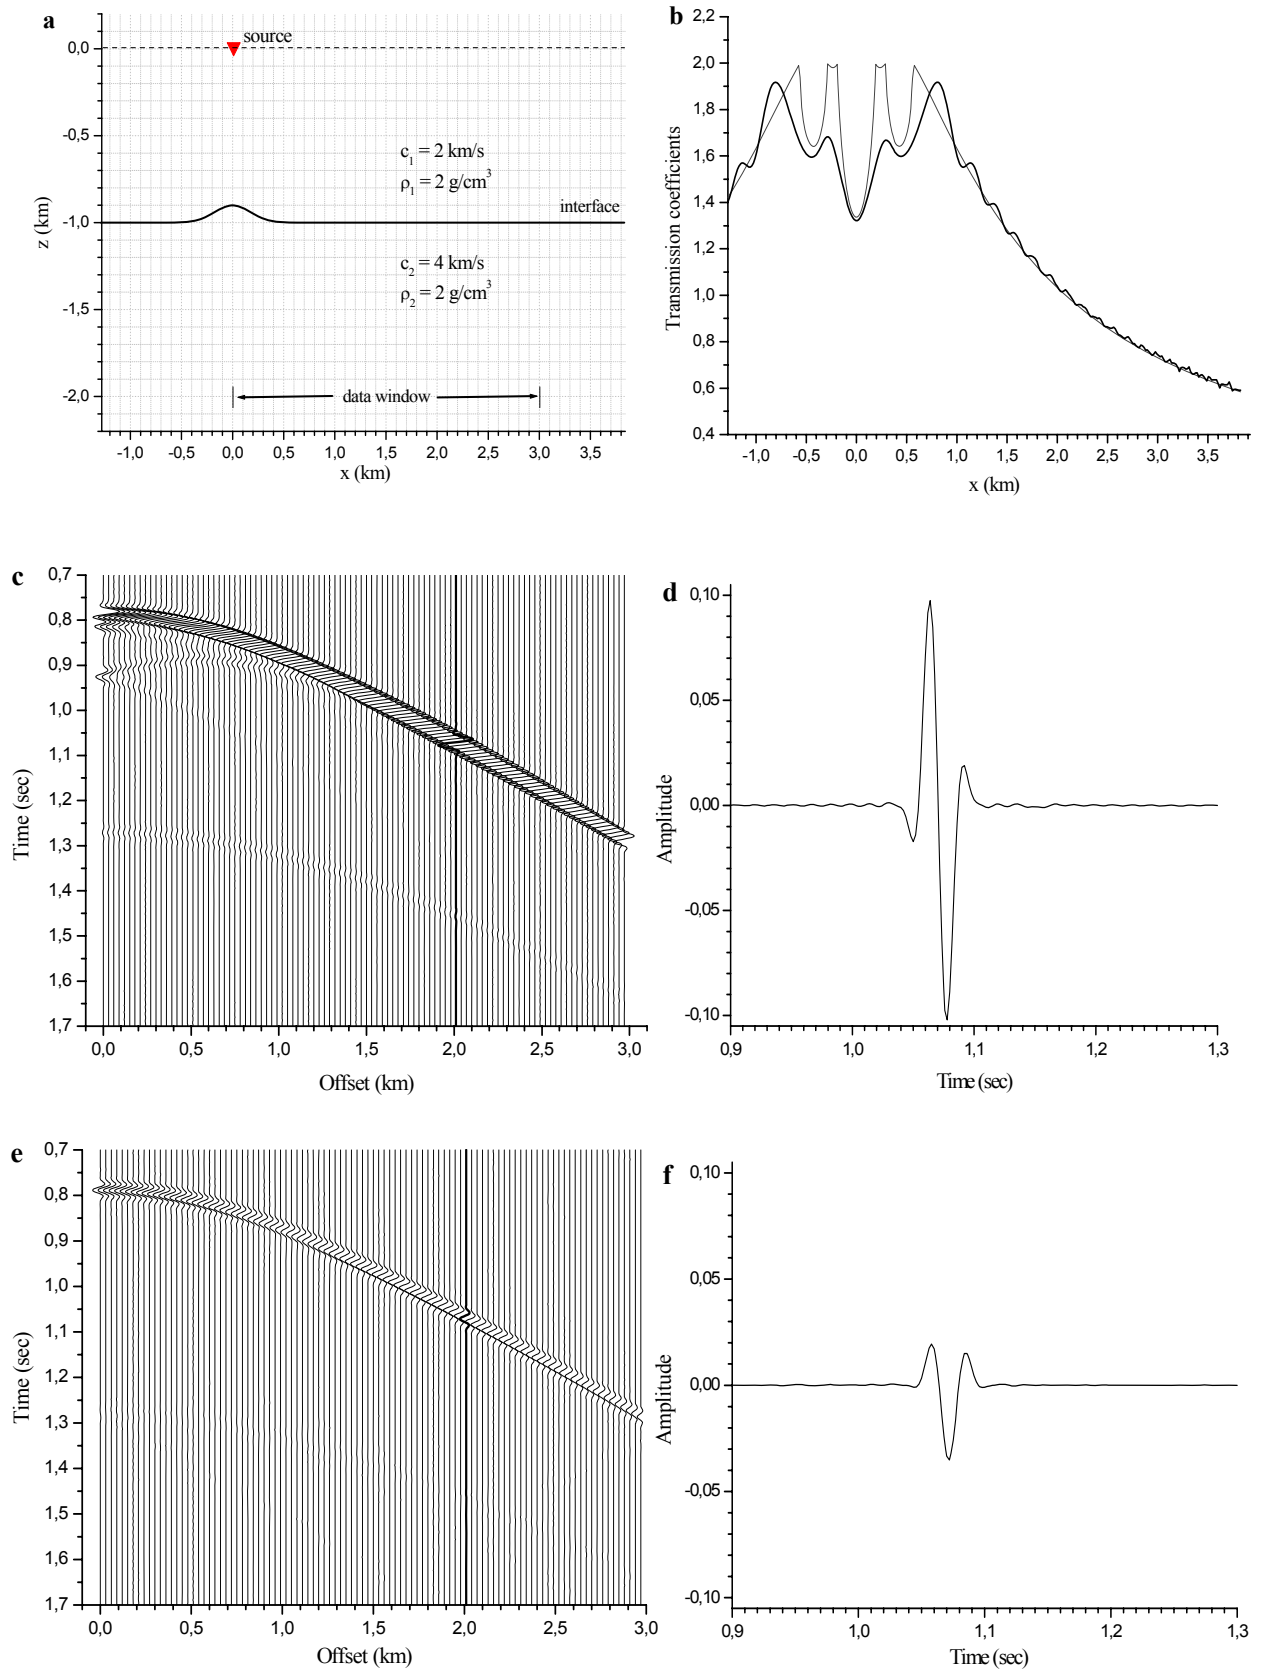 a
0,0
-0,5
-1,0
-1,5
-2,0
z (km)
source
c1 = 2 km/s
ρ1 = 2 g/cm3
interface
c2 = 4 km/s
ρ2 = 2 g/cm3
data window
-1,0 -0,5 0,0 0,5 1,0 1,5 2,0 2,5 3,0 3,5
x (km)
b
2,2
2,0
1,8
1,6
1,4
1,2
1,0
0,8
0,6
0,4
Transmission coefficients
-1,0 -0,5 0,0 0,5 1,0 1,5 2,0 2,5 3,0 3,5
x (km)
c
0,7
0,8
0,9
1,0
1,1
1,2
1,3
1,4
1,5
1,6
1,7
Time (sec)
0,0 0,5 1,0 1,5 2,0 2,5 3,0
Offset (km)
d
0,10
0,05
0,00
-0,05
-0,10
Amplitude
0,9 1,0 1,1 1,2 1,3
Time (sec)
e
0,7
0,8
0,9
1,0
1,1
1,2
1,3
1,4
1,5
1,6
1,7
Time (sec)
0,0 0,5 1,0 1,5 2,0 2,5 3,0
Offset (km)
f
0,10
0,05
0,00
-0,05
-0,10
Amplitude
0,9 1,0 1,1 1,2 1,3
Time (sec)